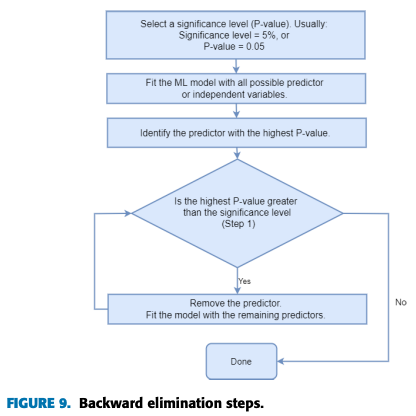 Select a significance level (P-value). Usually:
Significance level = 5%, or
P-value = 0.05
Fit the ML model with all possible predictor
or independent variables.
Identify the predictor with the highest P-value.
Is the highest P-value greater
than the significance level
(Step 1)
Yes
No
Remove the predictor.
Fit the model with the remaining predictors.
Done
FIGURE 9. Backward elimination steps.